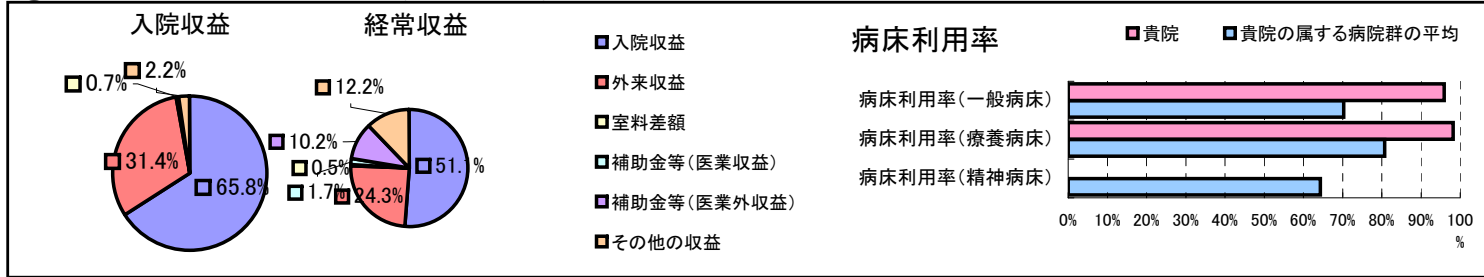 入院収益
0.7%
2.2%
31.4%
65.8%
経常収益
12.2%
10.2%
0.5%
1.7%
24.3%
51.1%
入院収益
外来収益
室料差額
補助金等(医業収益)
補助金等(医業外収益)
その他の収益
病床利用率
貴院
貴院の属する病院群の平均
病床利用率(一般病床)
病床利用率(療養病床)
病床利用率(精神病床)
0% 10% 20% 30% 40% 50% 60% 70% 80% 90% 100
%